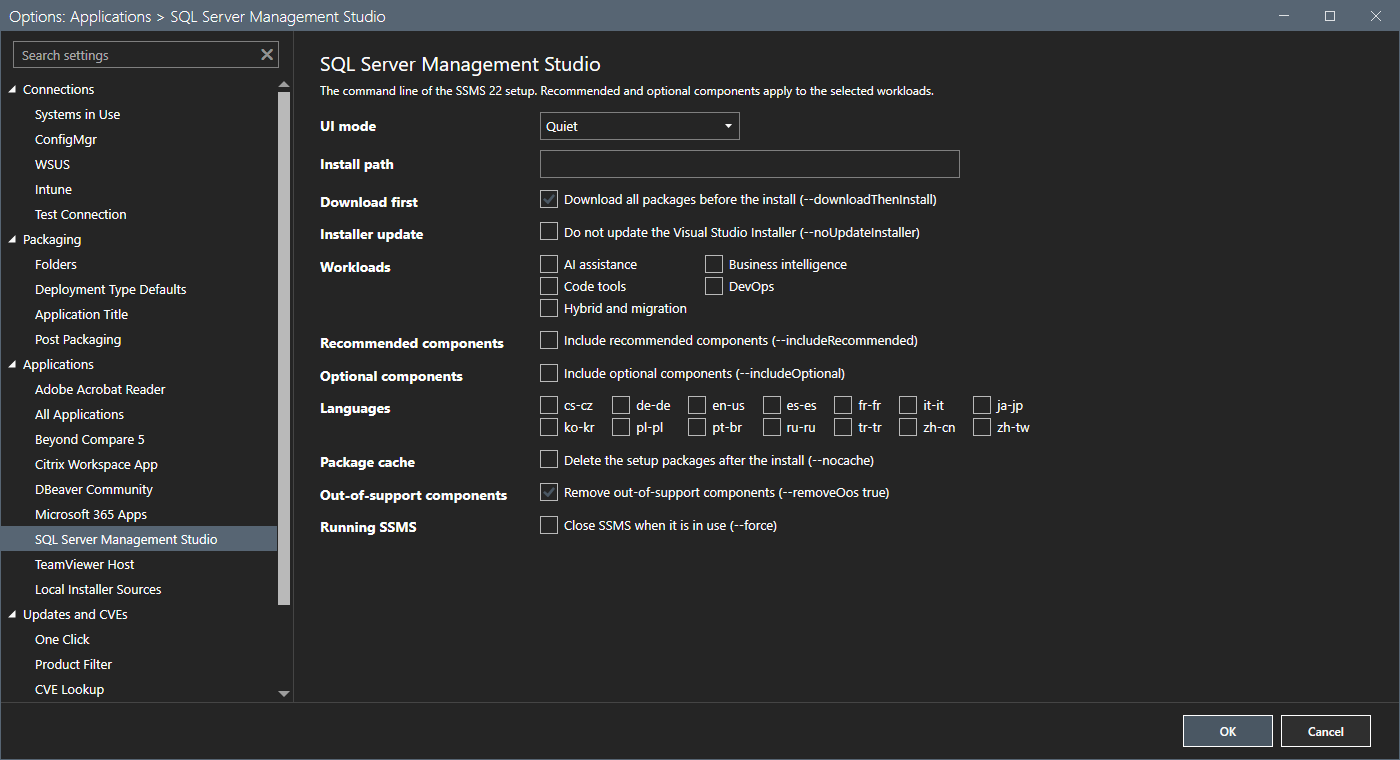 Options: Applications > SQL Server Management Studio
Search settings
Connections
Systems in Use
ConfigMgr
WSUS
Intune
Test Connection
Packaging
Folders
Deployment Type Defaults
Application Title
Post Packaging
Applications
Adobe Acrobat Reader
All Applications
Beyond Compare 5
Citrix Workspace App
DBeaver Community
Microsoft 365 Apps
SQL Server Management Studio
TeamViewer Host
Local Installer Sources
Updates and CVEs
One Click
Product Filter
CVE Lookup
SQL Server Management Studio
The command line of the SSMS 22 setup. Recommended and optional components apply to the selected workloads.
UI mode Quiet
Install path
Download first Download all packages before the install (--downloadThenInstall)
Installer update Do not update the Visual Studio Installer (--noUpdateInstaller)
Workloads AI assistance Business intelligence
Code tools DevOps
Hybrid and migration
Recommended components Include recommended components (--includeRecommended)
Optional components Include optional components (--includeOptional)
Languages cs-cz de-de en-us es-es fr-fr it-it ja-jp
ko-kr pl-pl pt-br ru-ru tr-tr zh-cn zh-tw
Package cache Delete the setup packages after the install (--nocache)
Out-of-support components Remove out-of-support components (--removeOos true)
Running SSMS Close SSMS when it is in use (--force)
OK Cancel